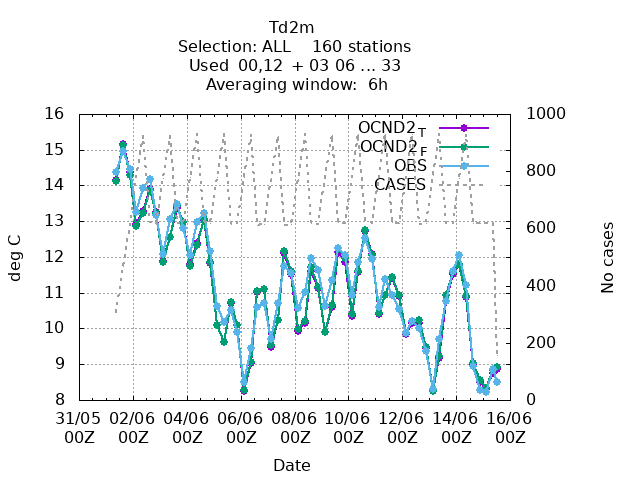 Td2m
Selection: ALL    160 stations
Used  00,12  + 03 06 ... 33
Averaging window:  6h
16
15
14
13
12
11
10
9
8
deg C
1000
800
600
400
200
0
No cases
OCND2_T
OCND2_F
OBS
CASES
31/05 02/06 04/06 06/06 08/06 10/06 12/06 14/06 16/06
00Z 00Z 00Z 00Z 00Z 00Z 00Z 00Z 00Z
Date